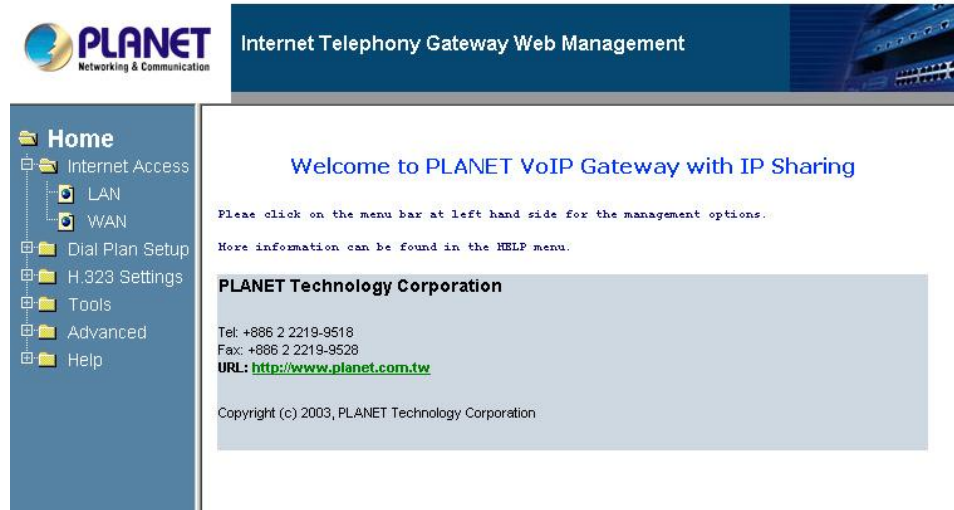 PLANET
Networking & Communication
Internet Telephony Gateway Web Management
Home
Internet Access
LAN
WAN
Dial Plan Setup
H.323 Settings
Tools
Advanced
Help
Welcome to PLANET VoIP Gateway with IP Sharing
Pleae click on the menu bar at left hand side for the management options.
More information can be found in the HELP menu.
PLANET Technology Corporation
Tel: +886 2 2219-9518
Fax: +886 2 2219-9528
URL: http://www.planet.com.tw
Copyright (c) 2003, PLANET Technology Corporation